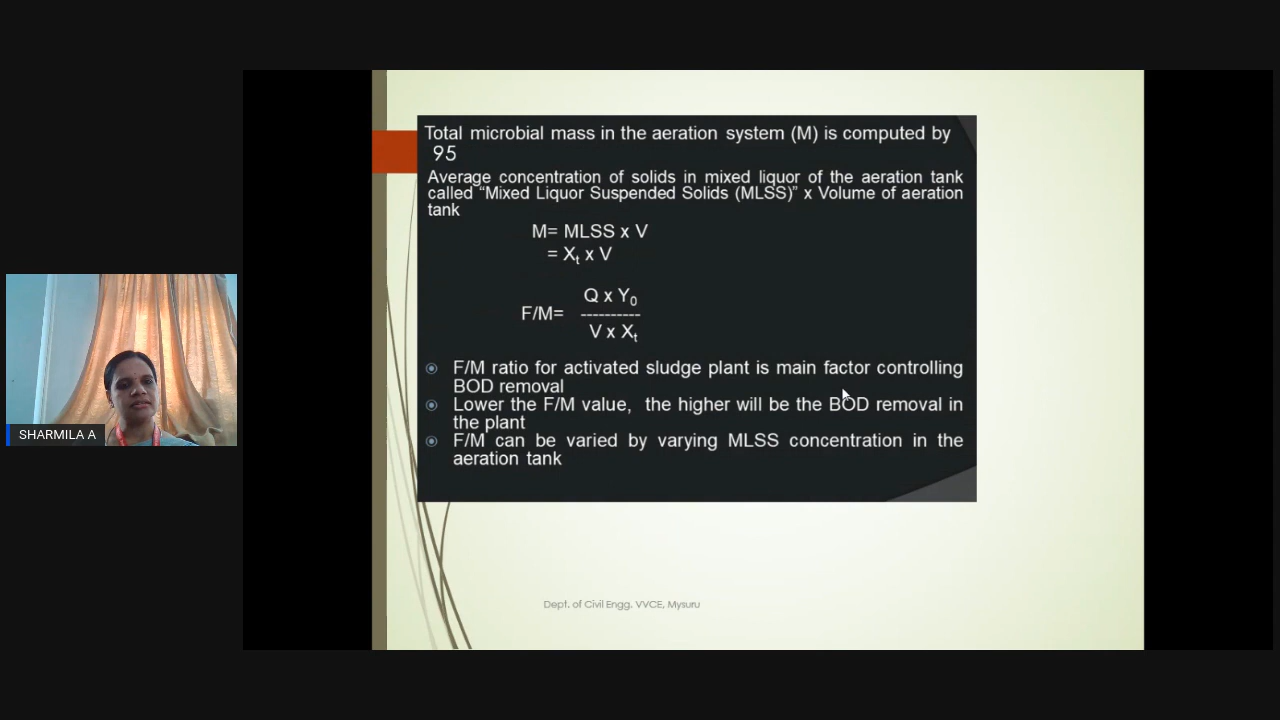 Total microbial mass in the aeration system (M) is computed by
95
Average concentration of solids in mixed liquor of the aeration tank
called “Mixed Liquor Suspended Solids (MLSS)” x Volume of aeration
tank
M= MLSS x V
= Xt x V
Q x Y0
F/M= ----------
V x Xt
F/M ratio for activated sludge plant is main factor controlling
BOD removal
Lower the F/M value, the higher will be the BOD removal in
the plant
F/M can be varied by varying MLSS concentration in the
aeration tank
SHARMILA A
Dept. of Civil Engg. VVCE, Mysuru